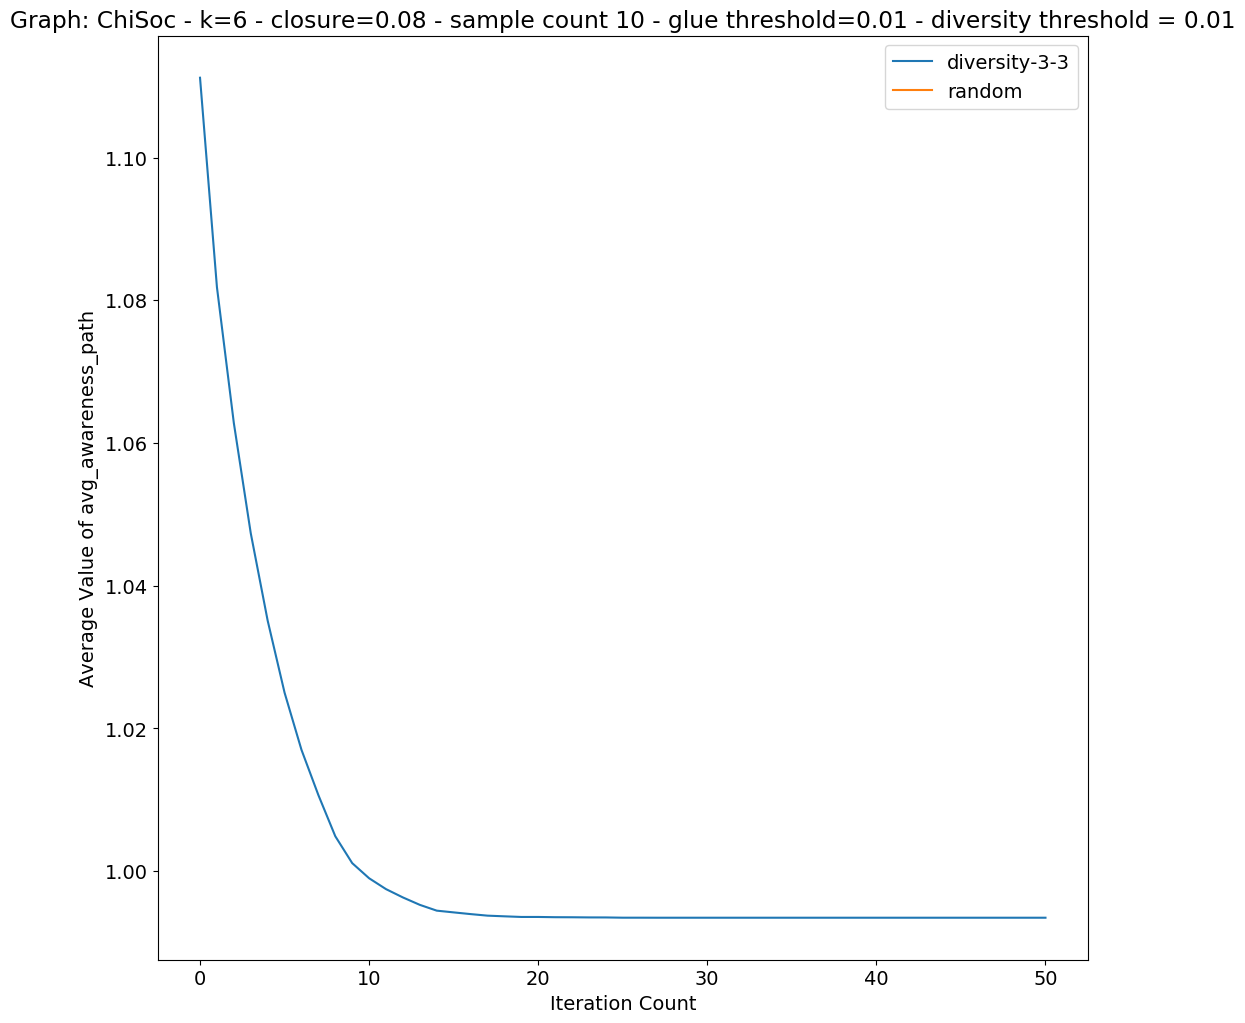 Graph: ChiSoc - k=6 - closure=0.08 - sample count 10 - glue threshold=0.01 - diversity threshold = 0.01
diversity-3-3
random
Average Value of avg_awareness_path
1.10
1.08
1.06
1.04
1.02
1.00
0
10
20
30
40
50
Iteration Count